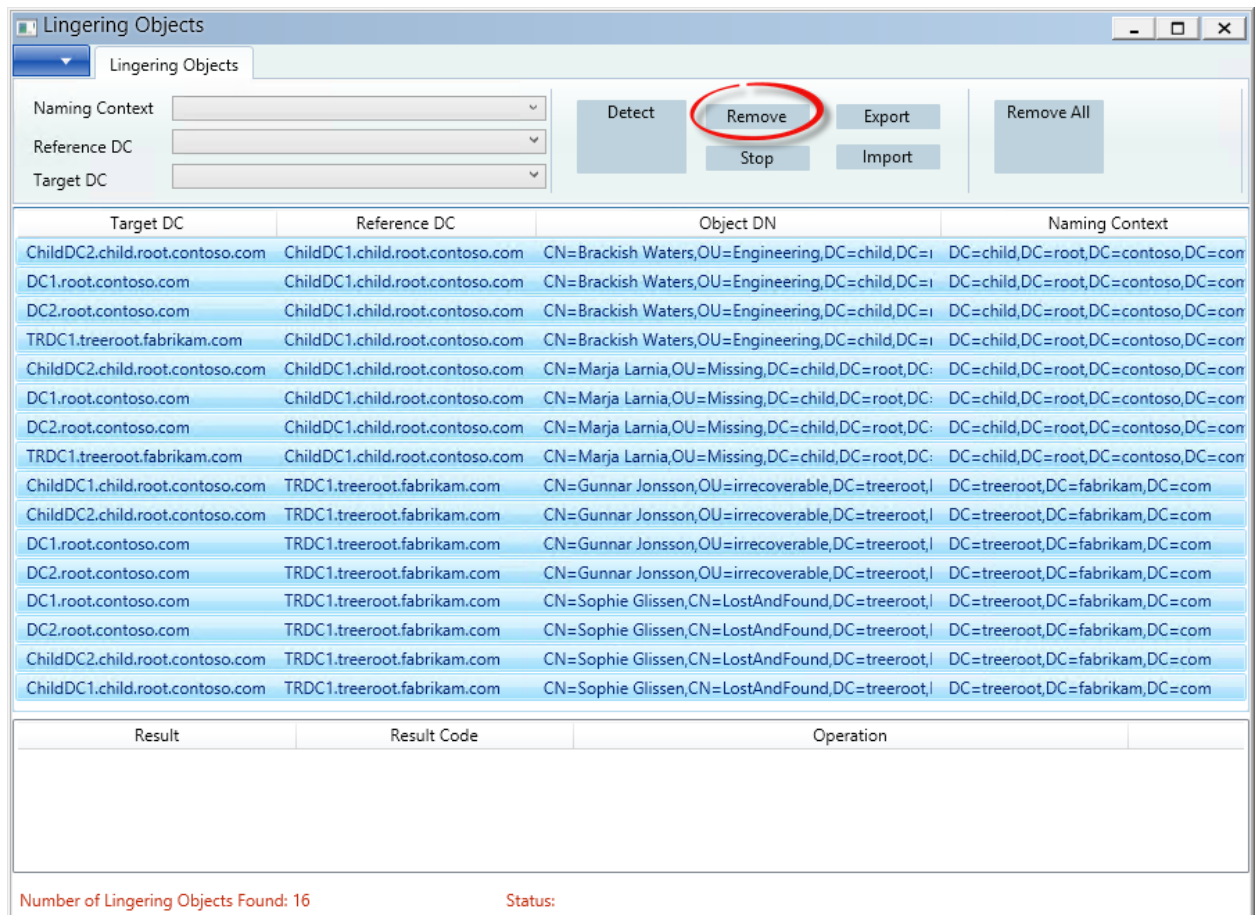 Lingering Objects
Lingering Objects
Naming Context
Reference DC
Target DC
Detect Remove Export Remove All
Stop Import
Target DC Reference DC Object DN Naming Context
ChildDC2.child.root.contoso.com ChildDC1.child.root.contoso.com CN=Brackish Waters,OU=Engineering,DC=child,DC=r DC=child,DC=root,DC=contoso,DC=com
DC1.root.contoso.com ChildDC1.child.root.contoso.com CN=Brackish Waters,OU=Engineering,DC=child,DC=r DC=child,DC=root,DC=contoso,DC=com
DC2.root.contoso.com ChildDC1.child.root.contoso.com CN=Brackish Waters,OU=Engineering,DC=child,DC=r DC=child,DC=root,DC=contoso,DC=com
TRDC1.treeroot.fabrikam.com ChildDC1.child.root.contoso.com CN=Brackish Waters,OU=Engineering,DC=child,DC=r DC=child,DC=root,DC=contoso,DC=com
ChildDC2.child.root.contoso.com ChildDC1.child.root.contoso.com CN=Marja Larnia,OU=Missing,DC=child,DC=root,DC= DC=child,DC=root,DC=contoso,DC=com
DC1.root.contoso.com ChildDC1.child.root.contoso.com CN=Marja Larnia,OU=Missing,DC=child,DC=root,DC= DC=child,DC=root,DC=contoso,DC=com
DC2.root.contoso.com ChildDC1.child.root.contoso.com CN=Marja Larnia,OU=Missing,DC=child,DC=root,DC= DC=child,DC=root,DC=contoso,DC=com
TRDC1.treeroot.fabrikam.com ChildDC1.child.root.contoso.com CN=Marja Larnia,OU=Missing,DC=child,DC=root,DC= DC=child,DC=root,DC=contoso,DC=com
ChildDC1.child.root.contoso.com TRDC1.treeroot.fabrikam.com CN=Gunnar Jonsson,OU=irrecoverable,DC=treeroot, DC=treeroot,DC=fabrikam,DC=com
ChildDC2.child.root.contoso.com TRDC1.treeroot.fabrikam.com CN=Gunnar Jonsson,OU=irrecoverable,DC=treeroot, DC=treeroot,DC=fabrikam,DC=com
DC1.root.contoso.com TRDC1.treeroot.fabrikam.com CN=Gunnar Jonsson,OU=irrecoverable,DC=treeroot, DC=treeroot,DC=fabrikam,DC=com
DC2.root.contoso.com TRDC1.treeroot.fabrikam.com CN=Gunnar Jonsson,OU=irrecoverable,DC=treeroot, DC=treeroot,DC=fabrikam,DC=com
DC1.root.contoso.com TRDC1.treeroot.fabrikam.com CN=Sophie Glissen,CN=LostAndFound,DC=treeroot, DC=treeroot,DC=fabrikam,DC=com
DC2.root.contoso.com TRDC1.treeroot.fabrikam.com CN=Sophie Glissen,CN=LostAndFound,DC=treeroot, DC=treeroot,DC=fabrikam,DC=com
ChildDC2.child.root.contoso.com TRDC1.treeroot.fabrikam.com CN=Sophie Glissen,CN=LostAndFound,DC=treeroot, DC=treeroot,DC=fabrikam,DC=com
ChildDC1.child.root.contoso.com TRDC1.treeroot.fabrikam.com CN=Sophie Glissen,CN=LostAndFound,DC=treeroot, DC=treeroot,DC=fabrikam,DC=com
Result Result Code Operation
Number of Lingering Objects Found: 16 Status: